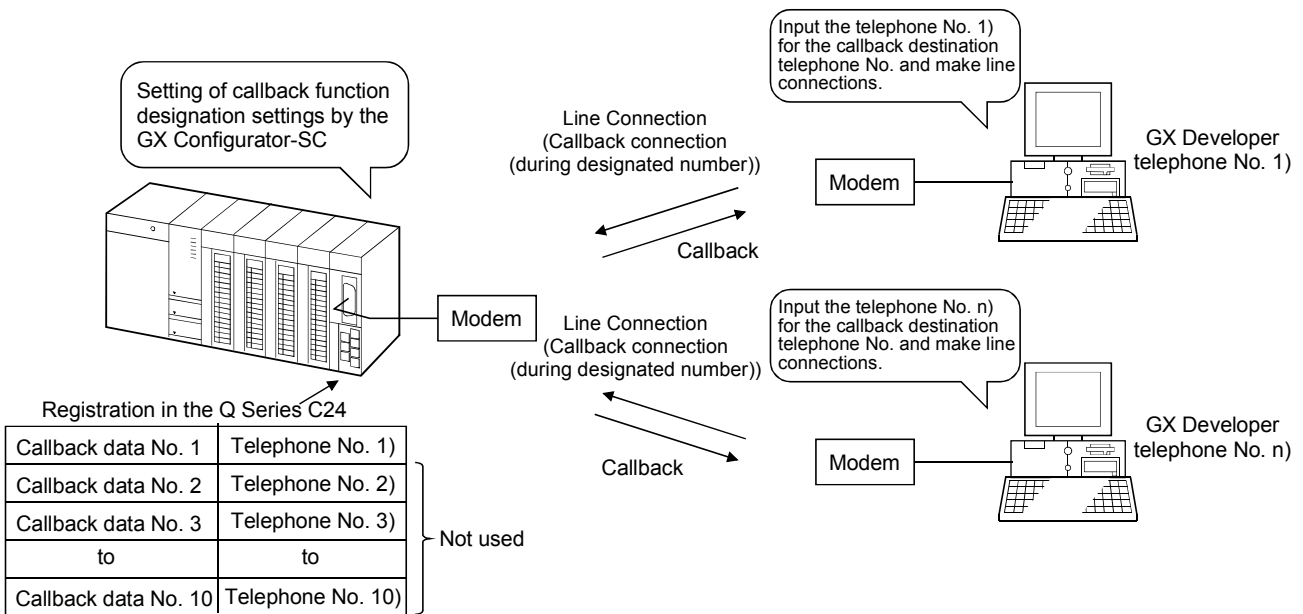 Setting of callback function
designation settings by the
GX Configurator-SC
Input the telephone No. 1)
for the callback destination
telephone No. and make line
connections.
Line Connection
(Callback connection
(during designated number))
Modem
GX Developer
telephone No. 1)
Callback
Modem
Line Connection
(Callback connection
(during designated number))
Input the telephone No. n)
for the callback destination
telephone No. and make line
connections.
Modem
GX Developer
telephone No. n)
Callback
Registration in the Q Series C24
Callback data No. 1 Telephone No. 1)
Callback data No. 2 Telephone No. 2)
Callback data No. 3 Telephone No. 3)
to to
Callback data No. 10 Telephone No. 10)
Not used